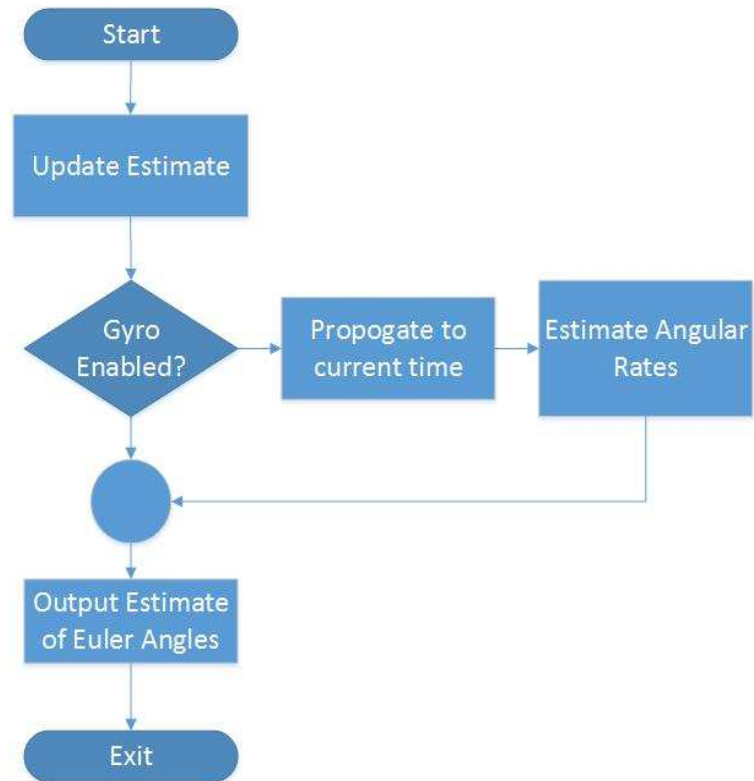 Start
Update Estimate
Gyro
Enabled?
Propogate to
current time
Estimate Angular
Rates
Output Estimate
of Euler Angles
Exit